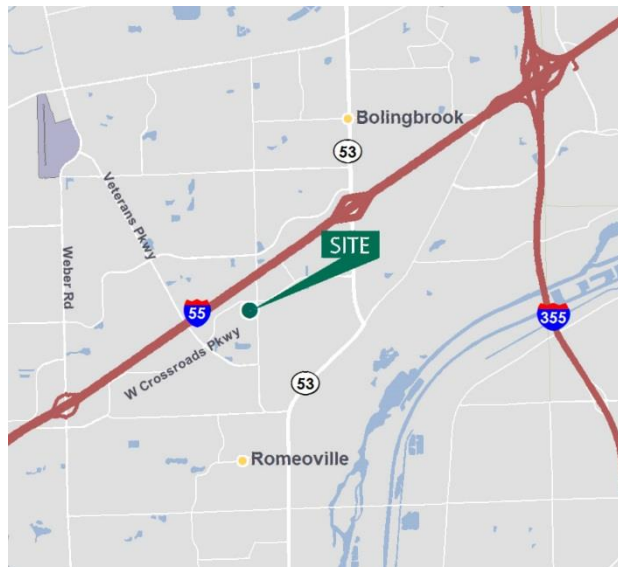 Bolingbrook
53
Veterans Pkwy
SITE
Weber Rd
55
355
W Crossroads Pkwy
53
Romeoville